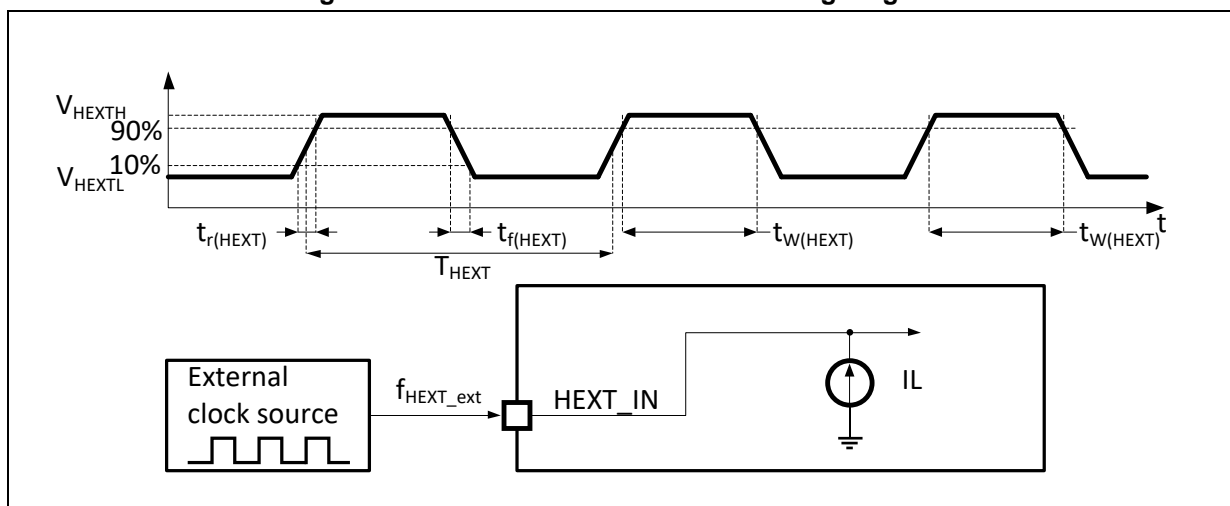 V_HEXTH
90%
10%
V_HEXTL
t
t_r(HEXT)
t_f(HEXT)
t_W(HEXT)
t_W(HEXT)
T_HEXT
External
clock source
f_HEXT_ext
HEXT_IN
IL